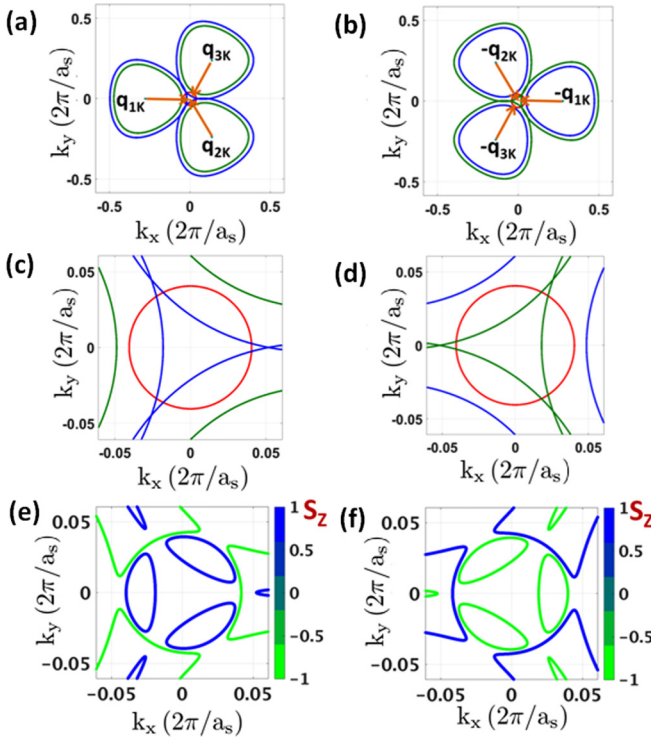 (a)
0.5
0
-0.5
q3K
q1K
q2K
-0.5 0 0.5
kx (2π/as)
ky (2π/as)
(b)
0.5
0
-0.5
-q2K
-q1K
-q3K
-0.5 0 0.5
kx (2π/as)
ky (2π/as)
(c)
0.05
0
-0.05
-0.05 0 0.05
kx (2π/as)
ky (2π/as)
(d)
0.05
0
-0.05
-0.05 0 0.05
kx (2π/as)
ky (2π/as)
(e)
0.05
0
-0.05
-0.05 0 0.05
kx (2π/as)
ky (2π/as)
1 SZ
0.5
0
-0.5
-1
(f)
0.05
0
-0.05
-0.05 0 0.05
kx (2π/as)
ky (2π/as)
1 SZ
0.5
0
-0.5
-1